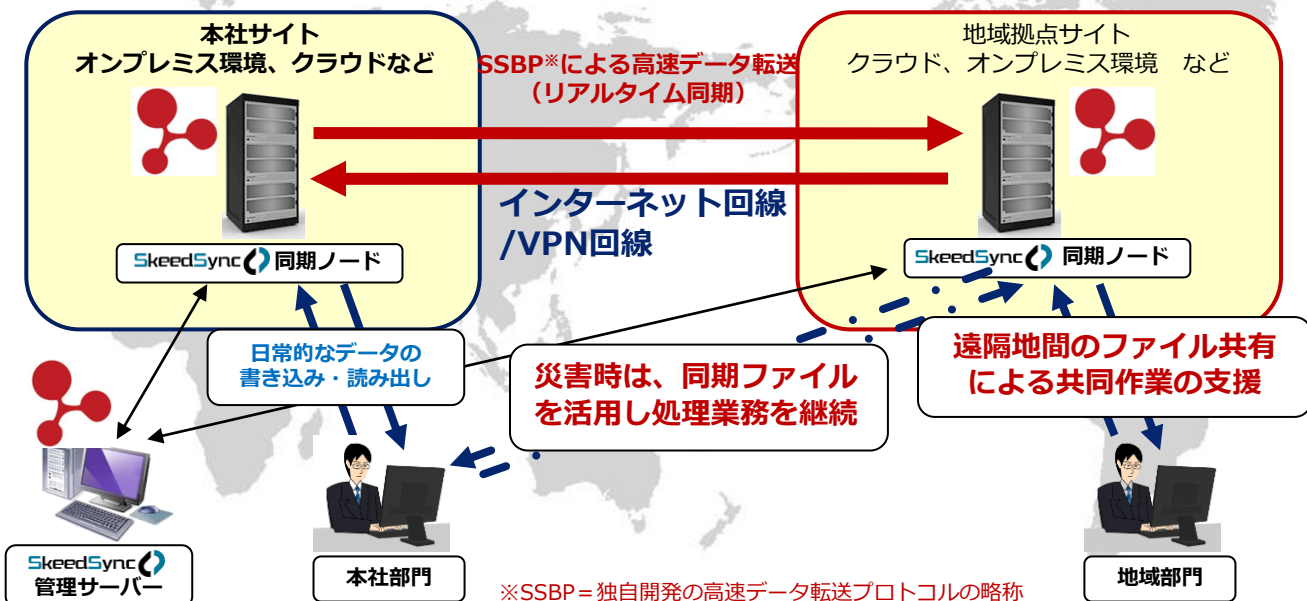 本社サイト
オンプレミス環境、クラウドなど
SSBP※による高速データ転送
（リアルタイム同期）
地域拠点サイト
クラウド、オンプレミス環境　など
インターネット回線
/VPN回線
SkeedSync 同期ノード
SkeedSync 同期ノード
日常的なデータの
書き込み・読み出し
災害時は、同期ファイル
を活用し処理業務を継続
遠隔地間のファイル共有
による共同作業の支援
SkeedSync
管理サーバー
本社部門
地域部門
※SSBP＝独自開発の高速データ転送プロトコルの略称